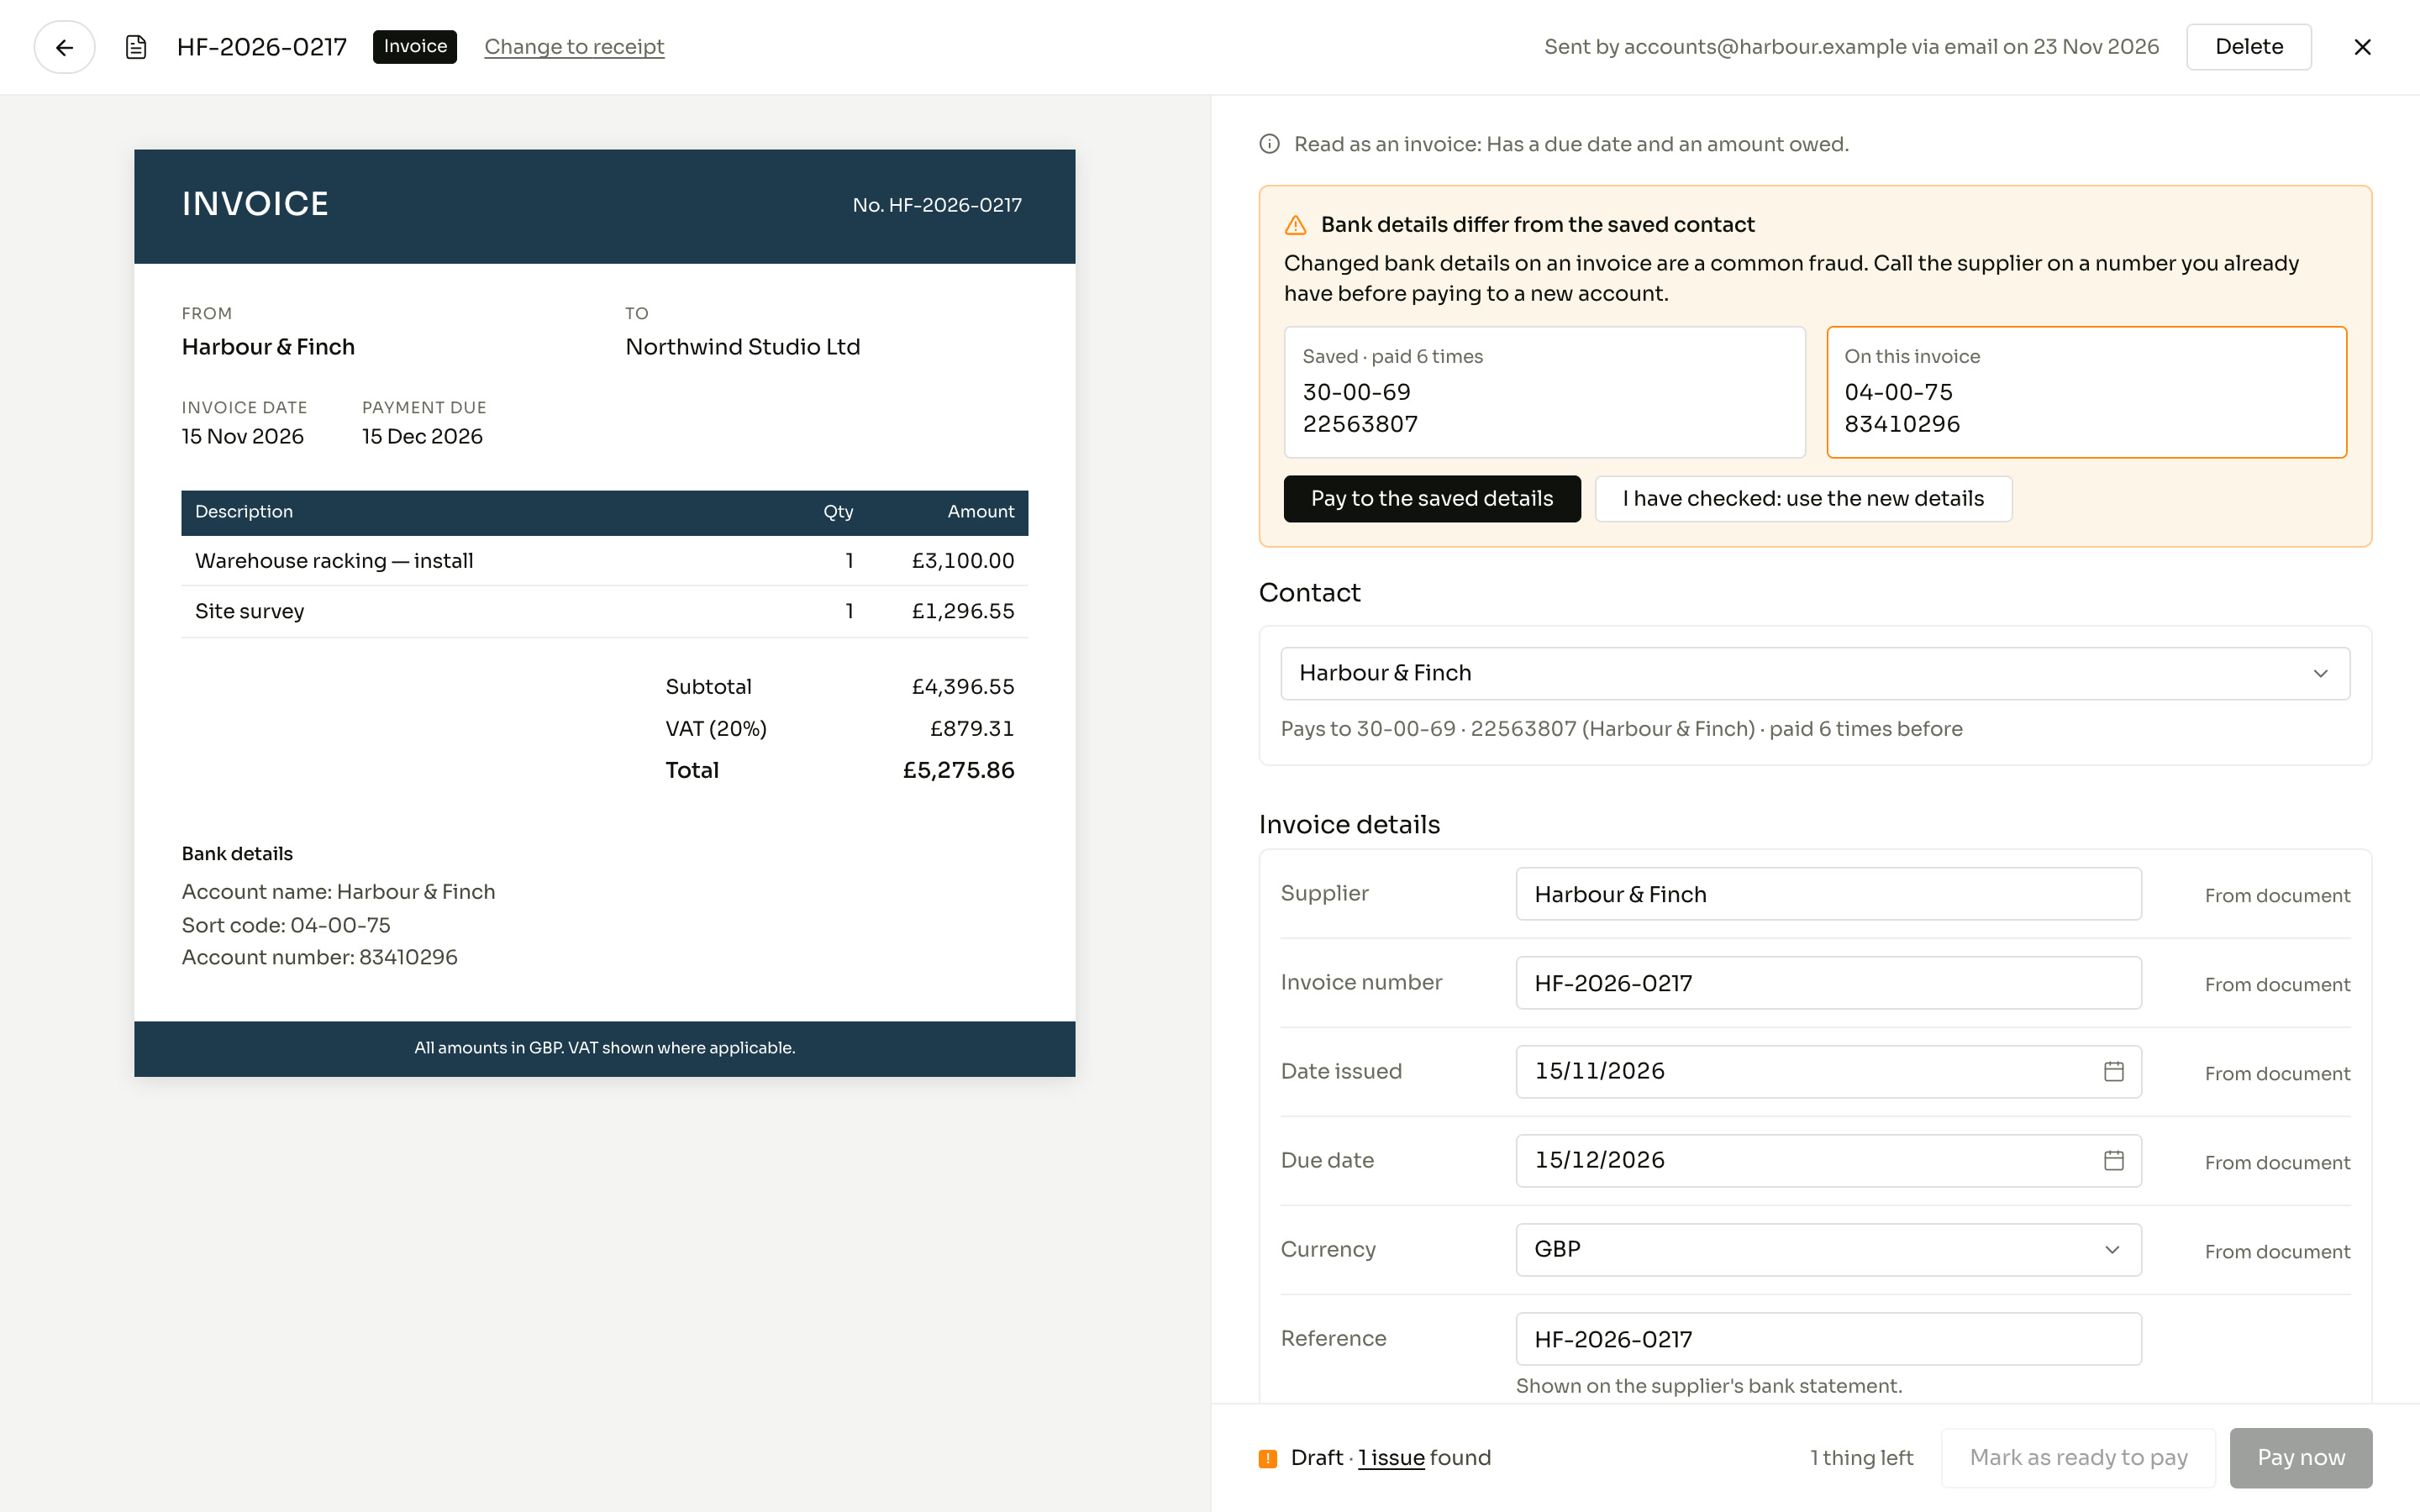 HF-2026-0217
Invoice
Change to receipt
Sent by accounts@harbour.example via email on 23 Nov 2026
Delete
INVOICE
No. HF-2026-0217
FROM
Harbour & Finch
TO
Northwind Studio Ltd
INVOICE DATE
15 Nov 2026
PAYMENT DUE
15 Dec 2026
Description Qty Amount
Warehouse racking — install 1 £3,100.00
Site survey 1 £1,296.55
Subtotal £4,396.55
VAT (20%) £879.31
Total £5,275.86
Bank details
Account name: Harbour & Finch
Sort code: 04-00-75
Account number: 83410296
All amounts in GBP. VAT shown where applicable.
Read as an invoice: Has a due date and an amount owed.
Bank details differ from the saved contact
Changed bank details on an invoice are a common fraud. Call the supplier on a number you already
have before paying to a new account.
Saved · paid 6 times
30-00-69
22563807
On this invoice
04-00-75
83410296
Pay to the saved details
I have checked: use the new details
Contact
Harbour & Finch
Pays to 30-00-69 · 22563807 (Harbour & Finch) · paid 6 times before
Invoice details
Supplier Harbour & Finch From document
Invoice number HF-2026-0217 From document
Date issued 15/11/2026 From document
Due date 15/12/2026 From document
Currency GBP From document
Reference HF-2026-0217
Shown on the supplier's bank statement.
Draft · 1 issue found
1 thing left
Mark as ready to pay
Pay now